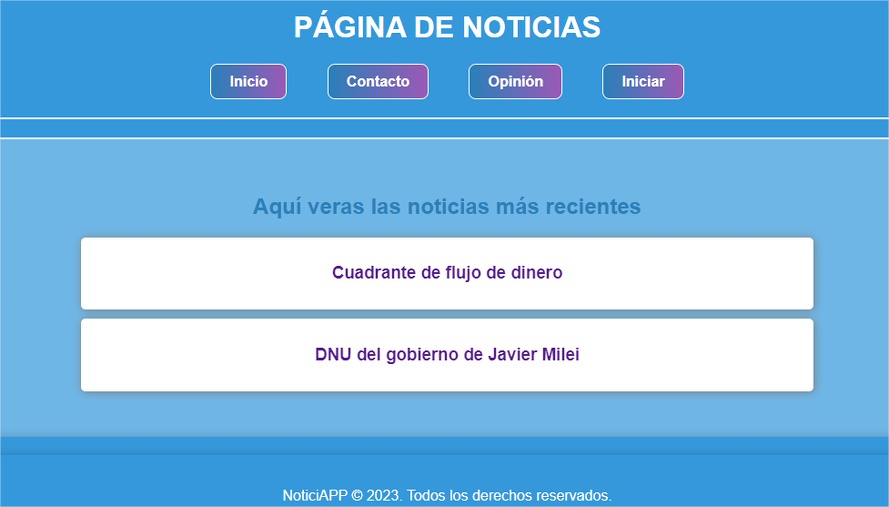 PÁGINA DE NOTICIAS
Inicio Contacto Opinión Iniciar
Aquí veras las noticias más recientes
Cuadrante de flujo de dinero
DNU del gobierno de Javier Milei
NoticiAPP © 2023. Todos los derechos reservados.